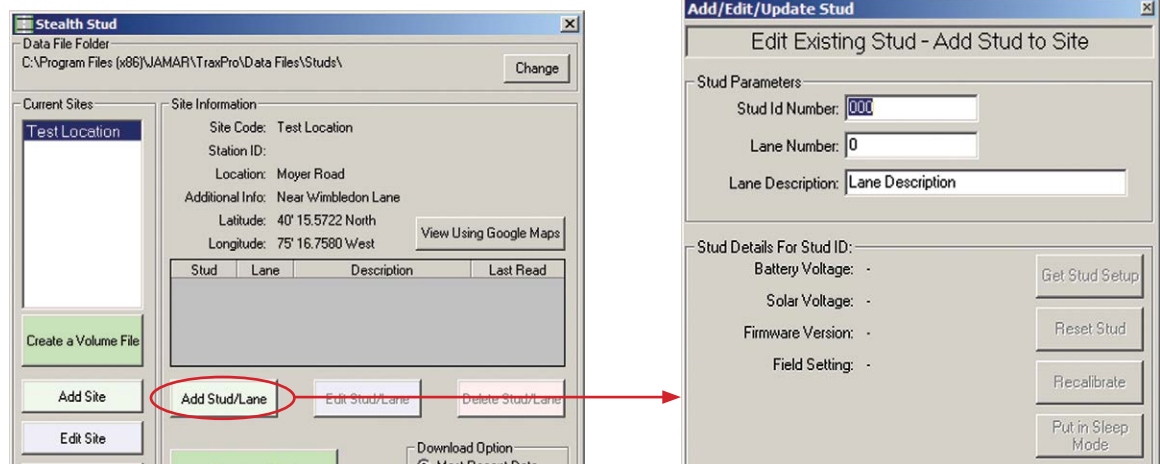 Stealth Stud
Data File Folder
C:\Program Files (x86)\JAMAR\TraxPro\Data Files\Studs\
Change
Current Sites
Test Location
Create a Volume File
Add Site
Edit Site
Site Information
Site Code: Test Location
Station ID:
Location: Moyer Road
Additional Info: Near Wimbledon Lane
Latitude: 40' 15.5722 North
Longitude: 75' 16.7580 West
View Using Google Maps
Stud Lane Description Last Read
Add Stud/Lane
Edit Stud/Lane
Delete Stud/Lane
Download Option
Most Recent Data
Add/Edit/Update Stud
Edit Existing Stud - Add Stud to Site
Stud Parameters
Stud Id Number: 000
Lane Number: 0
Lane Description: Lane Description
Stud Details For Stud ID:
Battery Voltage: -
Solar Voltage: -
Firmware Version: -
Field Setting: -
Get Stud Setup
Reset Stud
Recalibrate
Put in Sleep
Mode